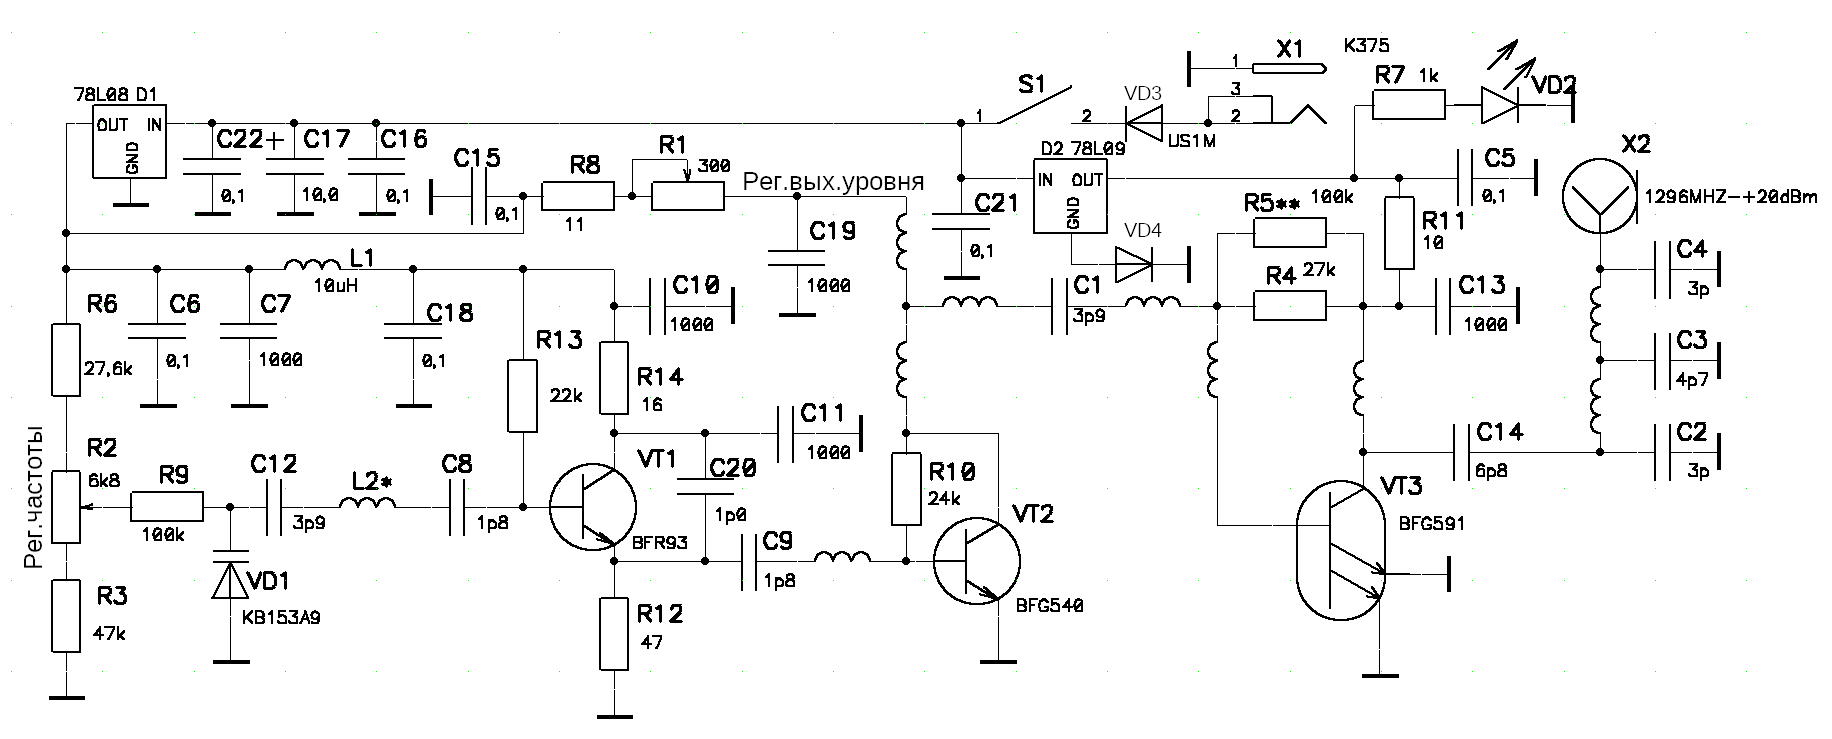 X1
K375
1
3
2
S1
1
2
VD3
US1M
R7 1k
VD2
78L08 D1
OUT IN
GND
C22
0,1
+
C17
10,0
C16
0,1
C15
0,1
R8
11
R1
300
Рег.вых.уровня
C19
1000
C21
0,1
D2 78L09
IN OUT
GND
VD4
R5** 100k
R4 27k
R11
10
C5
0,1
X2
1296MHZ-+20dBm
C4
3p
C3
4p7
C2
3p
C13
1000
C1
3p9
L1
10uH
R6
27,6k
C6
0,1
C7
1000
C18
0,1
C10
1000
R13
22k
R14
16
C11
1000
C20
1p0
Рег.частоты
R2
6k8
R9
100k
C12
3p9
L2*
C8
1p8
VT1
BFR93
R10
24k
VT2
BFG540
C14
6p8
VT3
BFG591
C9
1p8
VD1
KB153A9
R3
47k
R12
47